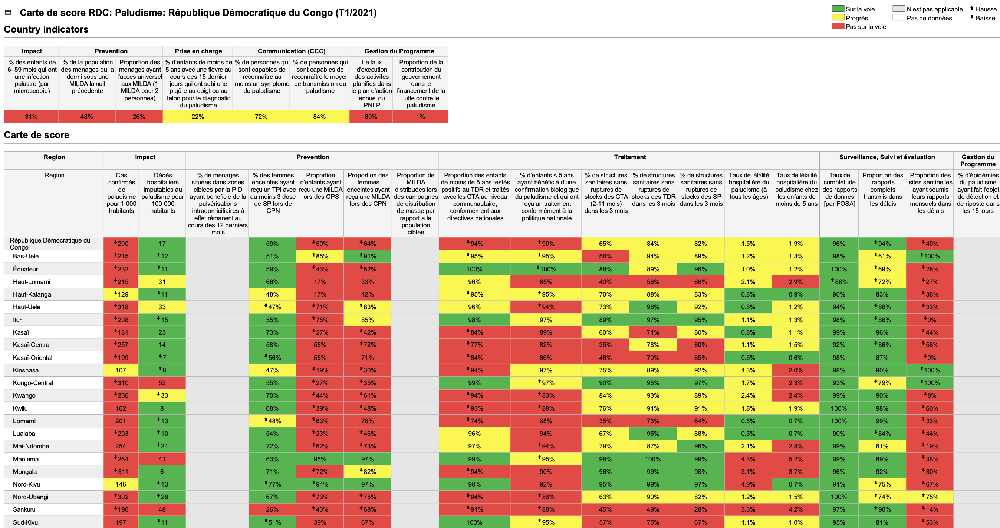 Carte de score RDC: Paludisme: République Démocratique du Congo (T1/2021)
Sur la voie
Progrès
Pas sur la voie
N'est pas applicable
Pas de données
Hausse
Baisse
Country indicators
Impact Prevention Prise en charge Communication (CCC) Gestion du Programme
% des enfants de
6–59 mois qui ont
une infection
palustre (par
microscopie)
% de la population
des ménages qui a
dormi sous une
MILDA la nuit
précédente
Proportion des
menages ayant
l'acces universel
aux MILDA (1
MILDA pour 2
personnes)
% d'enfants de moins de
5 ans avec une fièvre au
cours des 15 dernier
jours qui ont subi une
piqûre au doigt ou au
talon pour le diagnostic
du paludisme
% de personnes qui
sont capables de
reconnaître au
moins un symptome
du paludisme
% de personnes qui
sont capables de
reconnaître le moyen
de transmission du
paludisme
Le taux
d'execution
des activites
planifies dans
le plan d'action
annuel du
PNLP
Proportion de la
contribution du
gouvernement
dans le
financement de la
lutte contre le
paludisme
31% 48% 26% 22% 72% 84% 80% 1%
Carte de score
Region Impact Prevention Traitement Surveillance, Suivi et évaluation Gestion du
Programme
Region
Cas
confirmés
de
paludisme
pour 1 000
habitants
Décès
hospitaliers
imputables au
paludisme pour
100 000
habitants
% de menages
situees dans zones
ciblees par la PID
ayant beneficie de la
pulvérisations
intradomiciliaires à
effet rémanent au
cours des 12 derniers
mois
% des femmes
enceintes ayant
reçu un TPI avec
au moins 3 dose
de SP lors de
CPN
Proportion
d'enfants ayant
reçu une MILDA
lors des CPS
Proportion des
femmes
enceintes ayant
reçu une MILDA
lors des CPN
Proportion de
MILDA
distribuées lors
des campagnes
de distribution
de masse par
rapport a la
population
ciblee
Proportion des enfants
de moins de 5 ans testés
positifs au TDR et traités
avec les CTA au niveau
communautaire,
conformément aux
directives nationales
% d'enfants < 5 ans
ayant bénéficié d'une
confirmation biologique
du paludisme et qui ont
reçu un traitement
conformément à la
politique nationale
% de structures
sanitaires sans
ruptures de
stocks des CTA
(2-11 mois)
dans les 3 mois
% de structures
sanitaires sans
ruptures de
stocks des TDR
dans les 3 mois
% de structures
sanitaires sans
ruptures de
stocks des SP
dans les 3 mois
Taux de létalité
hospitalière du
paludisme (à
tous les âges)
Taux de létalité
hospitalière du
paludisme chez
les enfants de
moins de 5 ans
Taux de
complétude
des rapports
de donnes
[par FOSA]
Proportion des
rapports
complets
transmis dans
les délais
Proportion des
sites sentinelles
ayant soumis
leurs rapports
mensuels dans
les délais
% d'épidémies
du paludisme
ayant fait l'objet
de détection et
de riposte dans
les 15 jours
République Démocratique du
Congo
200 17 59% 50% 64% 94% 90% 65% 84% 82% 1.5% 1.9% 96% 94% 40%
Bas-Uele 215 12 51% 85% 91% 95% 95% 56% 94% 89% 1.2% 1.3% 98% 61% 100%
Équateur 232 11 59% 43% 52% 100% 100% 88% 89% 96% 1.0% 1.2% 100% 69% 28%
Haut-Lomami 215 31 66% 17% 33% 96% 85% 40% 56% 66% 2.1% 2.9% 88% 72% 27%
Haut-Katanga 129 11 48% 17% 42% 95% 95% 70% 88% 83% 0.8% 0.9% 90% 83% 38%
Haut-Uele 318 33 47% 71% 83% 96% 94% 73% 98% 92% 0.8% 1.2% 94% 88% 33%
Ituri 208 15 55% 75% 85% 98% 97% 89% 97% 95% 1.1% 1.3% 98% 86% 0%
Kasaï 181 23 73% 27% 42% 84% 89% 60% 71% 80% 0.8% 1.1% 99% 96% 44%
Kasaï-Central 257 14 58% 55% 72% 77% 82% 35% 78% 60% 1.1% 1.5% 92% 86% 58%
Kasaï-Oriental 199 7 56% 55% 71% 84% 86% 46% 70% 65% 0.5% 0.6% 98% 87% 0%
Kinshasa 107 8 47% 19% 30% 94% 97% 75% 89% 92% 1.3% 2.0% 98% 90% 100%
Kongo-Central 310 52 55% 27% 35% 99% 97% 90% 95% 97% 1.7% 2.3% 93% 79% 100%
Kwango 256 33 70% 44% 61% 94% 83% 84% 93% 89% 2.4% 2.4% 99% 90% 8%
Kwilu 162 8 68% 39% 48% 93% 88% 76% 91% 91% 1.8% 1.9% 100% 98% 60%
Lomami 201 13 48% 63% 76% 74% 68% 35% 73% 64% 0.5% 0.7% 100% 99% 33%
Lualaba 203 10 54% 23% 46% 96% 94% 67% 95% 88% 0.5% 0.7% 90% 84% 44%
Mai-Ndombe 254 21 72% 62% 73% 97% 94% 79% 87% 96% 2.1% 2.8% 99% 61% 19%
Maniema 264 41 63% 95% 97% 99% 95% 98% 100% 99% 4.3% 5.2% 99% 89% 38%
Mongala 311 6 71% 72% 82% 94% 90% 96% 99% 98% 3.1% 3.7% 96% 92% 30%
Nord-Kivu 146 13 77% 94% 97% 98% 92% 95% 99% 97% 4.9% 0.7% 91% 75% 67%
Nord-Ubangi 302 28 67% 73% 75% 94% 86% 63% 90% 82% 1.2% 1.5% 100% 74% 75%
Sankuru 196 48 26% 43% 68% 91% 88% 45% 49% 28% 3.3% 4.2% 97% 90% 14%
Sud-Kivu 197 11 51% 39% 67% 100% 95% 57% 75% 67% 1.1% 1.0% 95% 81% 53%